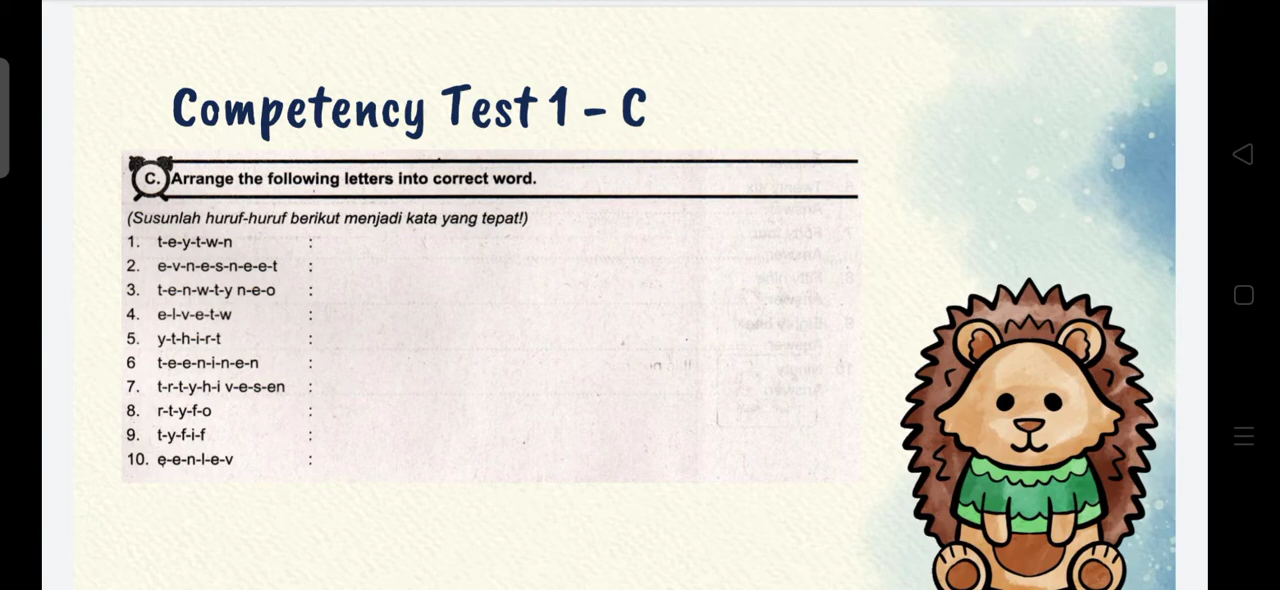 Competency Test 1 - C
C. Arrange the following letters into correct word.
(Susunlah huruf-huruf berikut menjadi kata yang tepat!)
1. t-e-y-t-w-n :
2. e-v-n-e-s-n-e-e-t :
3. t-e-n-w-t-y n-e-o :
4. e-l-v-e-t-w :
5. y-t-h-i-r-t :
6 t-e-e-n-i-n-e-n :
7. t-r-t-y-h-i v-e-s-en :
8. r-t-y-f-o :
9. t-y-f-i-f :
10. e-e-n-l-e-v :